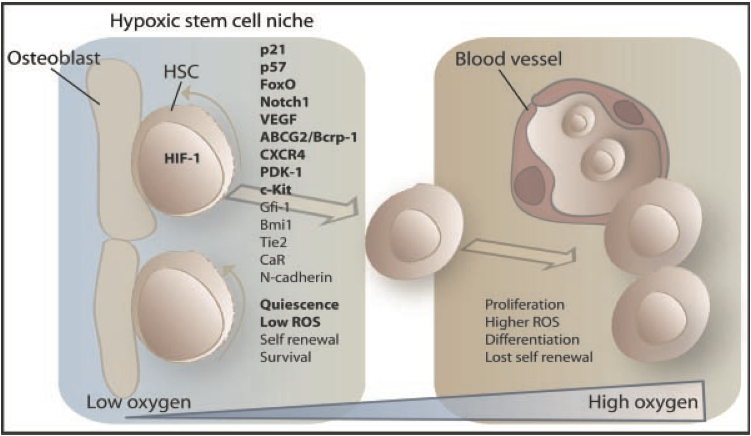 Hypoxic stem cell niche
Osteoblast
HSC
HIF-1
p21
p57
FoxO
Notch1
VEGF
ABCG2/Bcrp-1
CXCR4
PDK-1
c-Kit
Gfi-1
Bmi1
Tie2
CaR
N-cadherin
Quiescence
Low ROS
Self renewal
Survival
Blood vessel
Proliferation
Higher ROS
Differentiation
Lost self renewal
Low oxygen
High oxygen